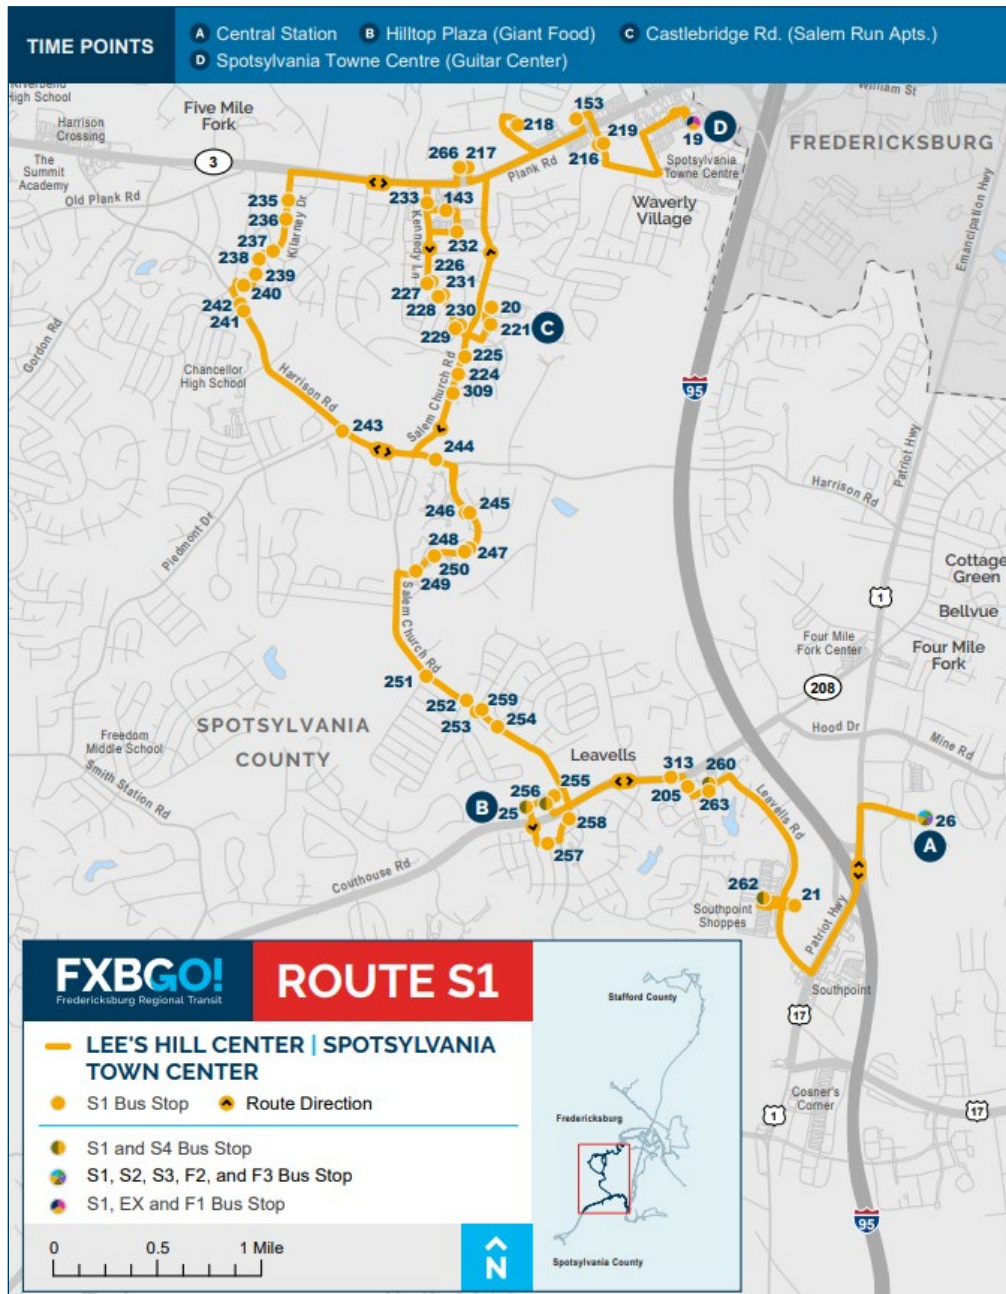 TIME POINTS
A Central Station B Hilltop Plaza (Giant Food) C Castlebridge Rd. (Salem Run Apts.)
D Spotsylvania Towne Centre (Guitar Center)
High School
Five Mile
Fork
Harrison
Crossing
3
The
Summit
Academy
Old Plank Rd
William St
FREDERICKSBURG
153
218
219
216
19
D
Spotsylvania
Towne Centre
Plank Rd
Waverly
Village
266 217
233 143
235
236
Kilarney Dr
Kennedy Ln
232
237
238
239
240
242
241
226
231
227
228
230
229
20
221
C
225
224
309
Emancipation Hwy
Gordon Rd
Chancellor
High School
Harrison Rd
Salem Church Rd
95
243
244
Patriot Hwy
Harrison Rd
246 245
248
247
250
249
Piedmont Dr
Salem Church Rd
Cottage
Green
1
Bellvue
Four Mile
Fork Center
Four Mile
Fork
208
251
252
259
253
254
SPOTSYLVANIA
COUNTY
Freedom
Middle School
Smith Station Rd
Leavells
Hood Dr
Mine Rd
313 260
205 263
Leavells Rd
255
256
B 25
258
257
26
A
Courthouse Rd
262
21
Southpoint
Shoppes
Patriot Hwy
Southpoint
17
Cosner's
Corner
1
17
95
FXBGO!
Fredericksburg Regional Transit
ROUTE S1
LEE'S HILL CENTER | SPOTSYLVANIA
TOWN CENTER
S1 Bus Stop Route Direction
S1 and S4 Bus Stop
S1, S2, S3, F2, and F3 Bus Stop
S1, EX and F1 Bus Stop
0 0.5 1 Mile
N
Stafford County
Fredericksburg
Spotsylvania County